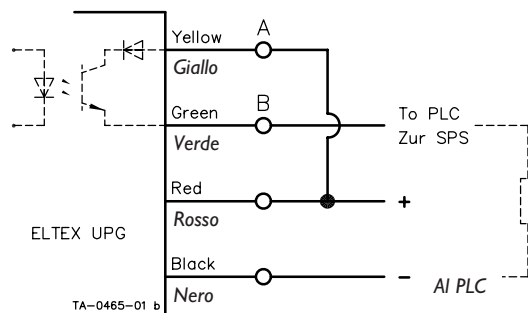 Yellow
A
Giallo
Green
B
To PLC
Verde
Zur SPS
Red
+
Rosso
ELTEX UPG
Black
−
Al PLC
Nero
TA-0465-01 b